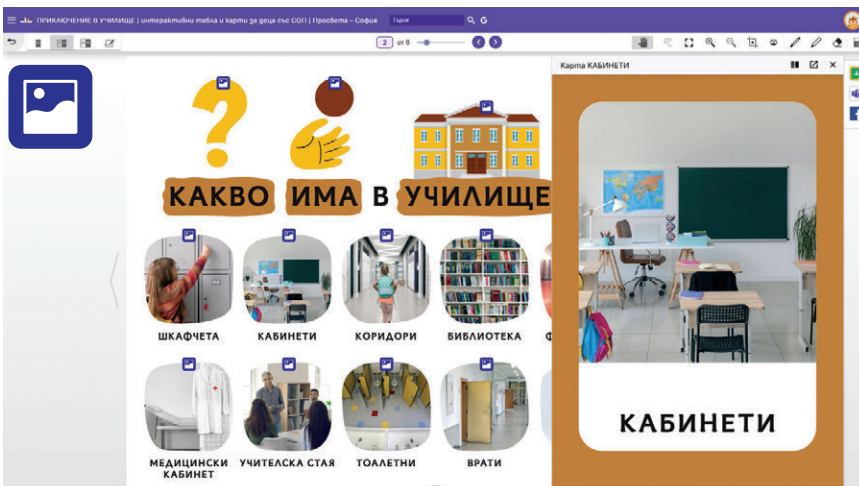 ПРИКЛЮЧЕНИЕ В УЧИЛИЩЕ | интерактивни табла и карти за деца със СОП | Просвета – София
Търси
2 от 0
Карта КАБИНЕТИ
КАКВО ИМА В УЧИЛИЩЕ
ШКАФЧЕТА
КАБИНЕТИ
КОРИДОРИ
БИБЛИОТЕКА
МЕДИЦИНСКИ
КАБИНЕТ
УЧИТЕЛСКА СТАЯ
ТОАЛЕТНИ
ВРАТИ
КАБИНЕТИ